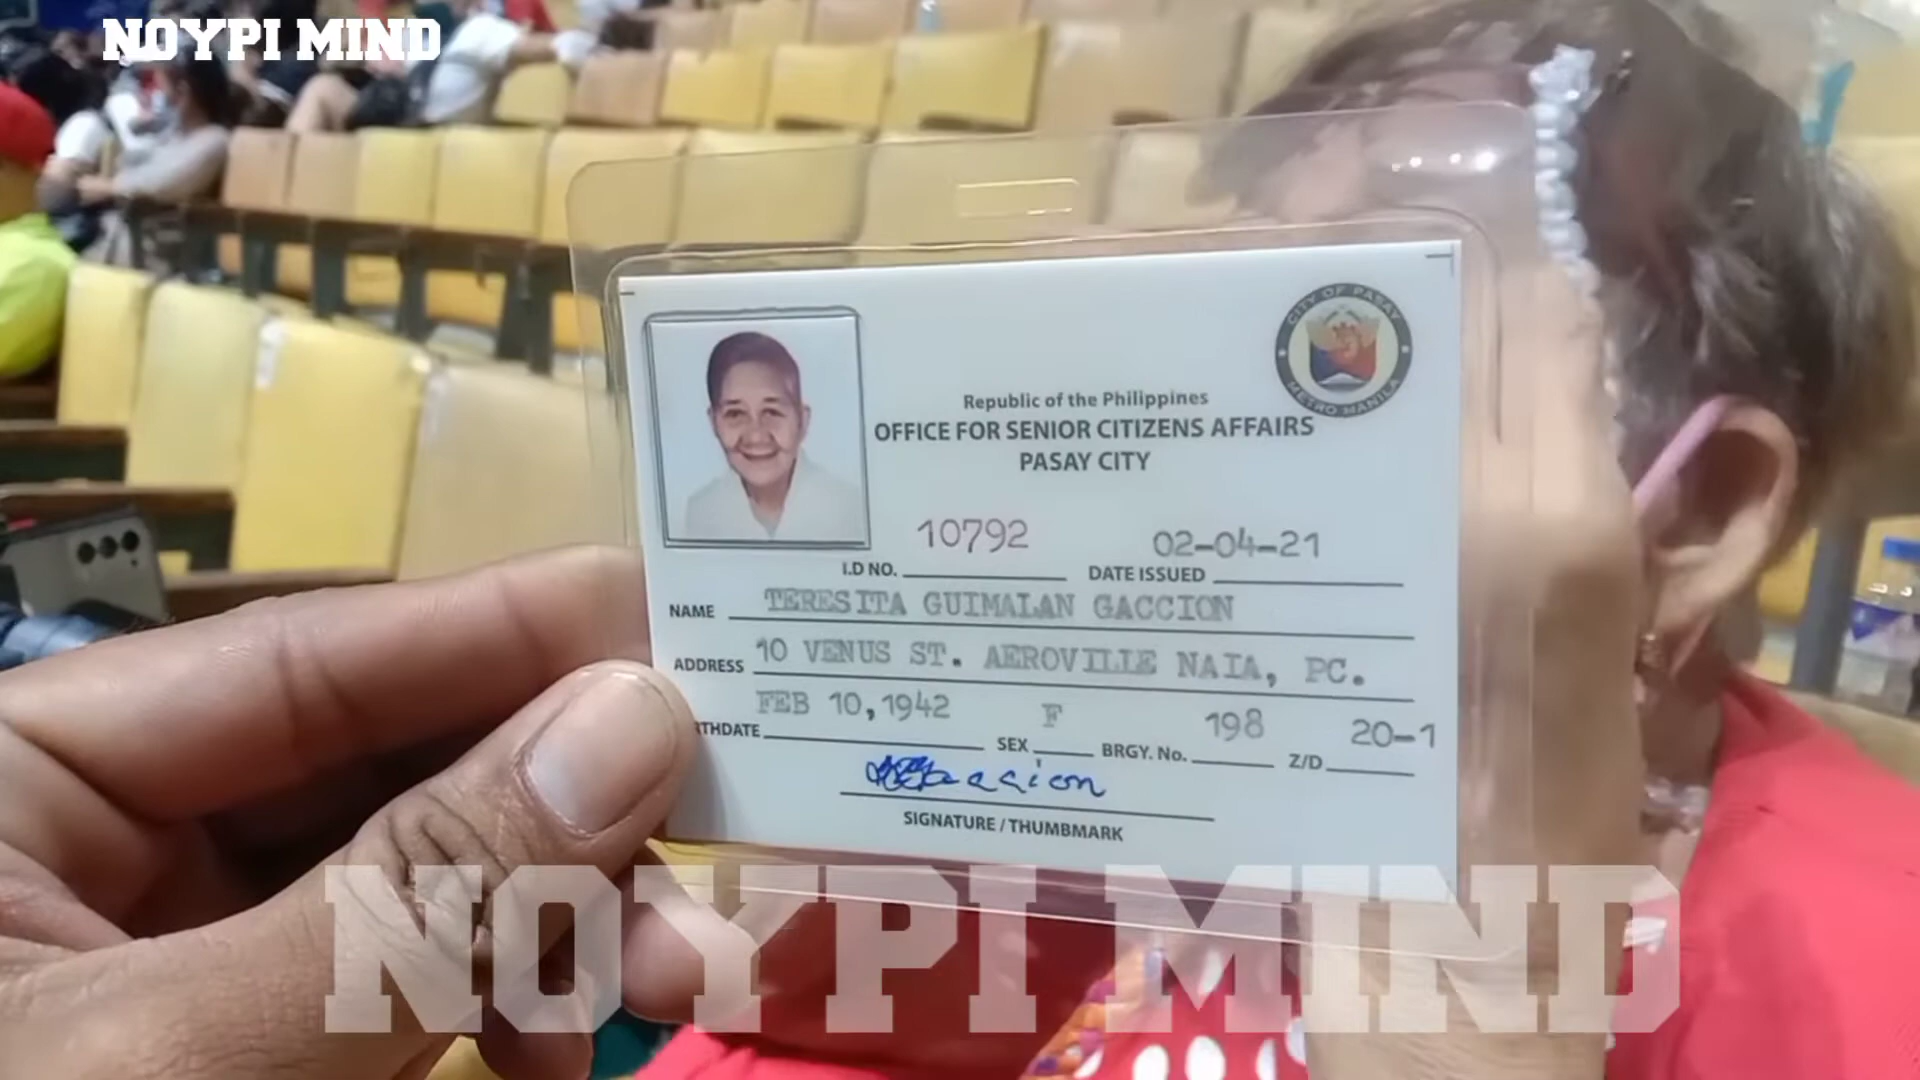 NOYPI MIND
CITY OF PASAY
METRO MANILA
Republic of the Philippines
OFFICE FOR SENIOR CITIZENS AFFAIRS
PASAY CITY
I.D NO. 10792 DATE ISSUED 02-04-21
NAME TERESITA GUIMALAN GACCION
ADDRESS 10 VENUS ST. AEROVILLE NAIA, PC.
THDATE FEB 10,1942 SEX F BRGY. No. 198 Z/D 20-1
SIGNATURE / THUMBMARK
NOYPI MIND